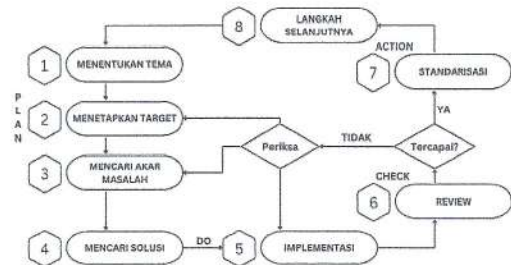 8
LANGKAH
SELANJUTNYA
ACTION
1
MENENTUKAN TEMA
7
STANDARISASI
PLAN
2
MENETAPKAN TARGET
YA
TIDAK
Periksa
Tercapai?
3
MENCARI AKAR
MASALAH
CHECK
6
REVIEW
4
MENCARI SOLUSI
DO
5
IMPLEMENTASI